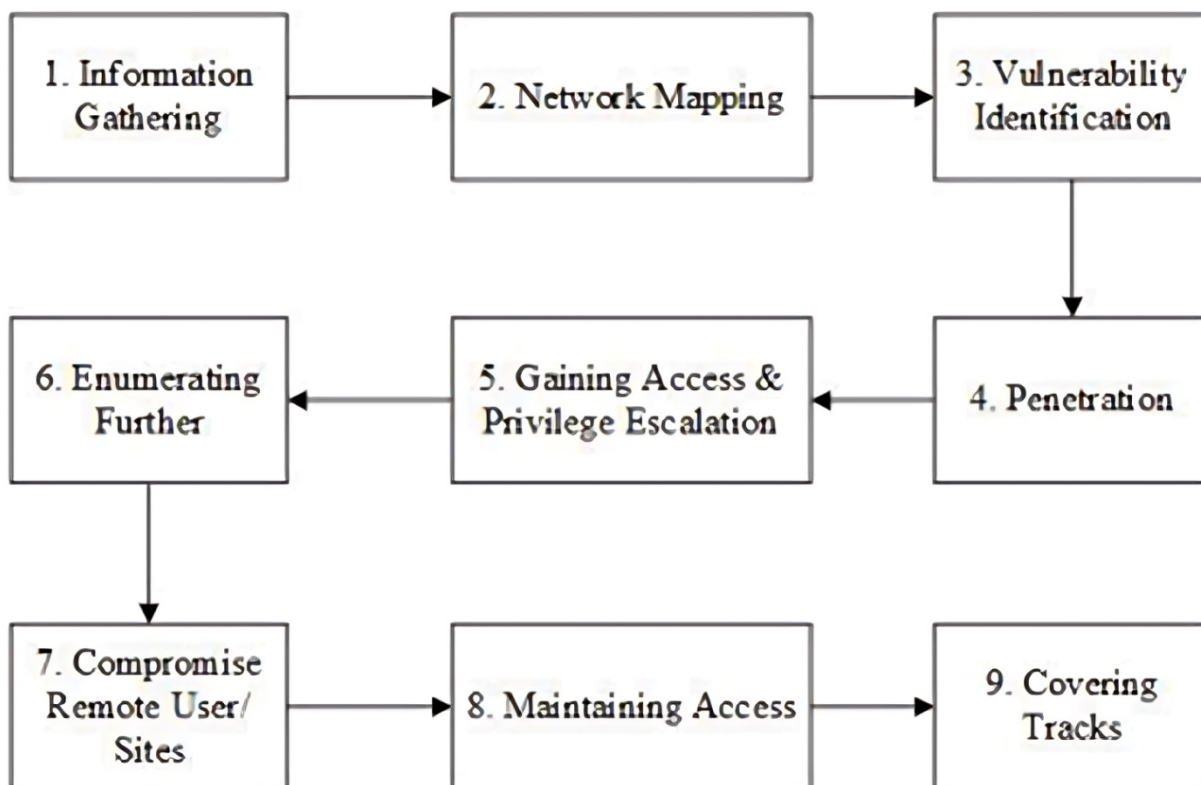 1. Information
Gathering
2. Network Mapping
3. Vulnerability
Identification
4. Penetration
5. Gaining Access &
Privilege Escalation
6. Enumerating
Further
7. Compromise
Remote User/
Sites
8. Maintaining Access
9. Covering
Tracks